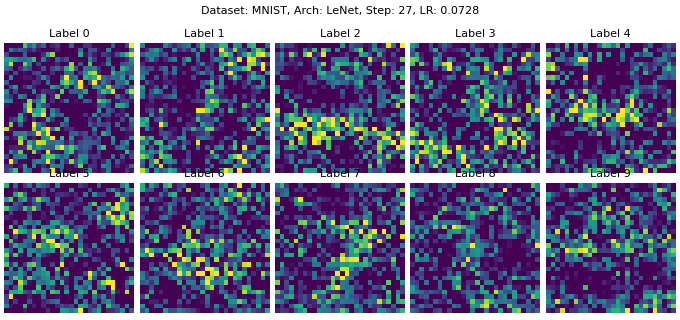 Dataset: MNIST, Arch: LeNet, Step: 27, LR: 0.0728
Label 0 Label 1 Label 2 Label 3 Label 4
Label 5 Label 6 Label 7 Label 8 Label 9